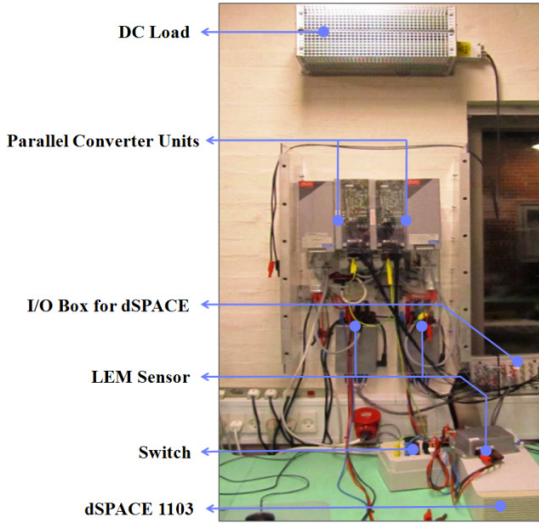 DC Load
Parallel Converter Units
I/O Box for dSPACE
LEM Sensor
Switch
dSPACE 1103